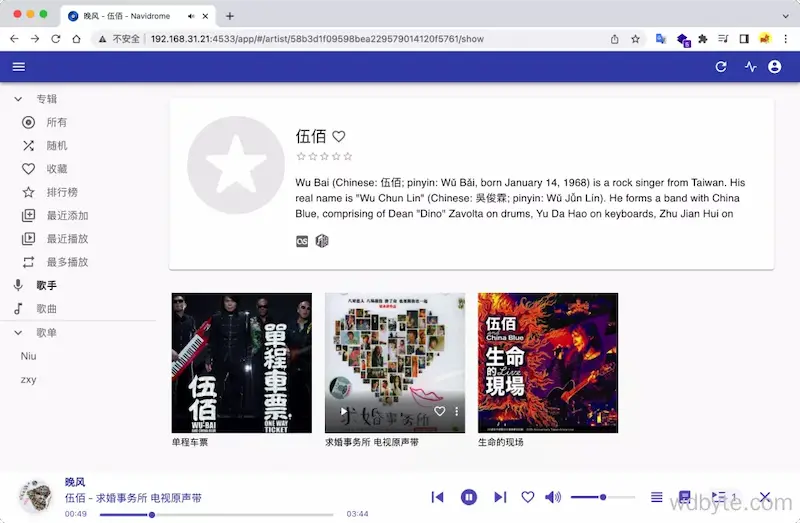 晚风 - 伍佰 - Navidrome
不安全 192.168.31.21:4533/app/#/artist/58b3d1f09598bea229579014120f5761/show
专辑
所有
随机
收藏
排行榜
最近添加
最近播放
最多播放
歌手
歌曲
歌单
Niu
zxy
伍佰
Wu Bai (Chinese: 伍佰; pinyin: Wǔ Bǎi, born January 14, 1968) is a rock singer from Taiwan. His
real name is "Wu Chun Lin" (Chinese: 吳俊霖; pinyin: Wǔ Jùn Lín). He forms a band with China
Blue, comprising of Dean "Dino" Zavolta on drums, Yu Da Hao on keyboards, Zhu Jian Hui on
伍佰
WU-BAI
單程車票
ONE WAY
TICKET
单程车票
求婚事务所
求婚事务所 电视原声带
伍佰
China Blue
生命
的Live
現場
生命的现场
晚风
伍佰 - 求婚事务所 电视原声带
00:49
03:44
1
wdbyte.com